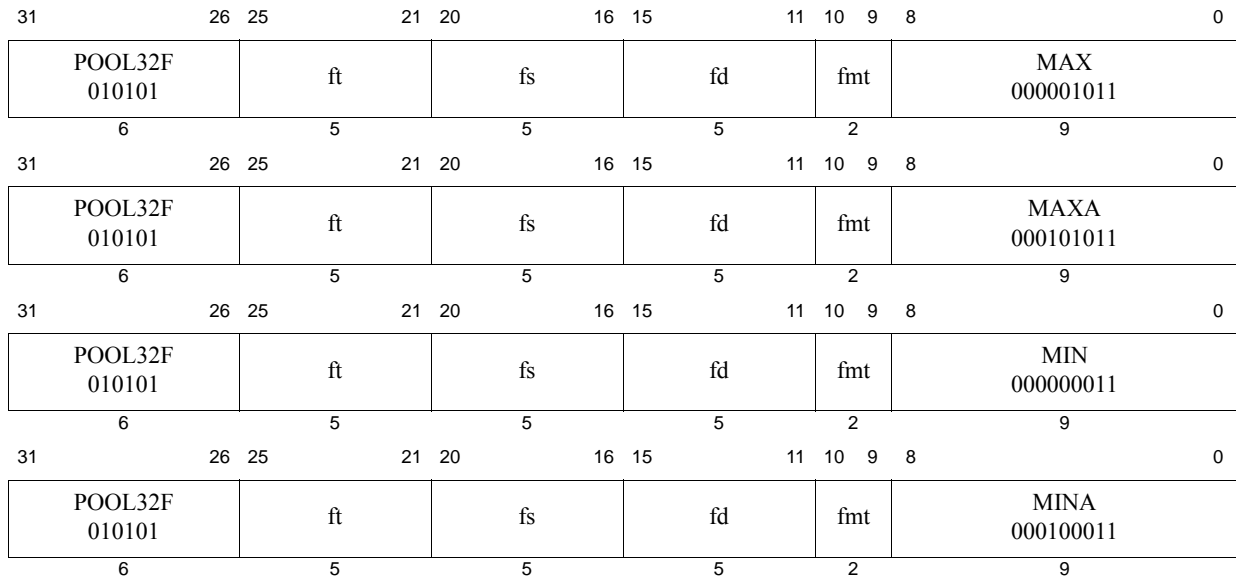 31 26 25 21 20 16 15 11 10 9 8 0
POOL32F ft fs fd fmt MAX
010101 000001011
6 5 5 5 2 9
31 26 25 21 20 16 15 11 10 9 8 0
POOL32F ft fs fd fmt MAXA
010101 000101011
6 5 5 5 2 9
31 26 25 21 20 16 15 11 10 9 8 0
POOL32F ft fs fd fmt MIN
010101 000000011
6 5 5 5 2 9
31 26 25 21 20 16 15 11 10 9 8 0
POOL32F ft fs fd fmt MINA
010101 000100011
6 5 5 5 2 9